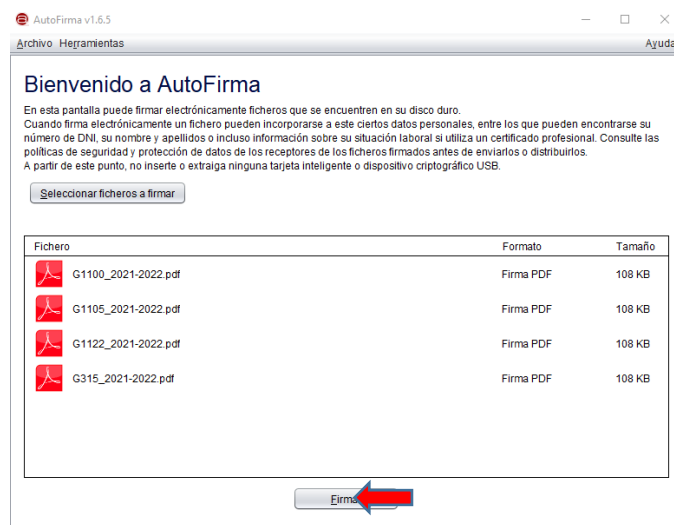 AutoFirma v1.6.5
Archivo Herramientas Ayuda
Bienvenido a AutoFirma
En esta pantalla puede firmar electrónicamente ficheros que se encuentren en su disco duro.
Cuando firma electrónicamente un fichero pueden incorporarse a este ciertos datos personales, entre los que pueden encontrarse su
número de DNI, su nombre y apellidos o incluso información sobre su situación laboral si utiliza un certificado profesional. Consulte las
políticas de seguridad y protección de datos de los receptores de los ficheros firmados antes de enviarlos o distribuirlos.
A partir de este punto, no inserte o extraiga ninguna tarjeta inteligente o dispositivo criptográfico USB.
Seleccionar ficheros a firmar
Fichero Formato Tamaño
G1100_2021-2022.pdf Firma PDF 108 KB
G1105_2021-2022.pdf Firma PDF 108 KB
G1122_2021-2022.pdf Firma PDF 108 KB
G315_2021-2022.pdf Firma PDF 108 KB